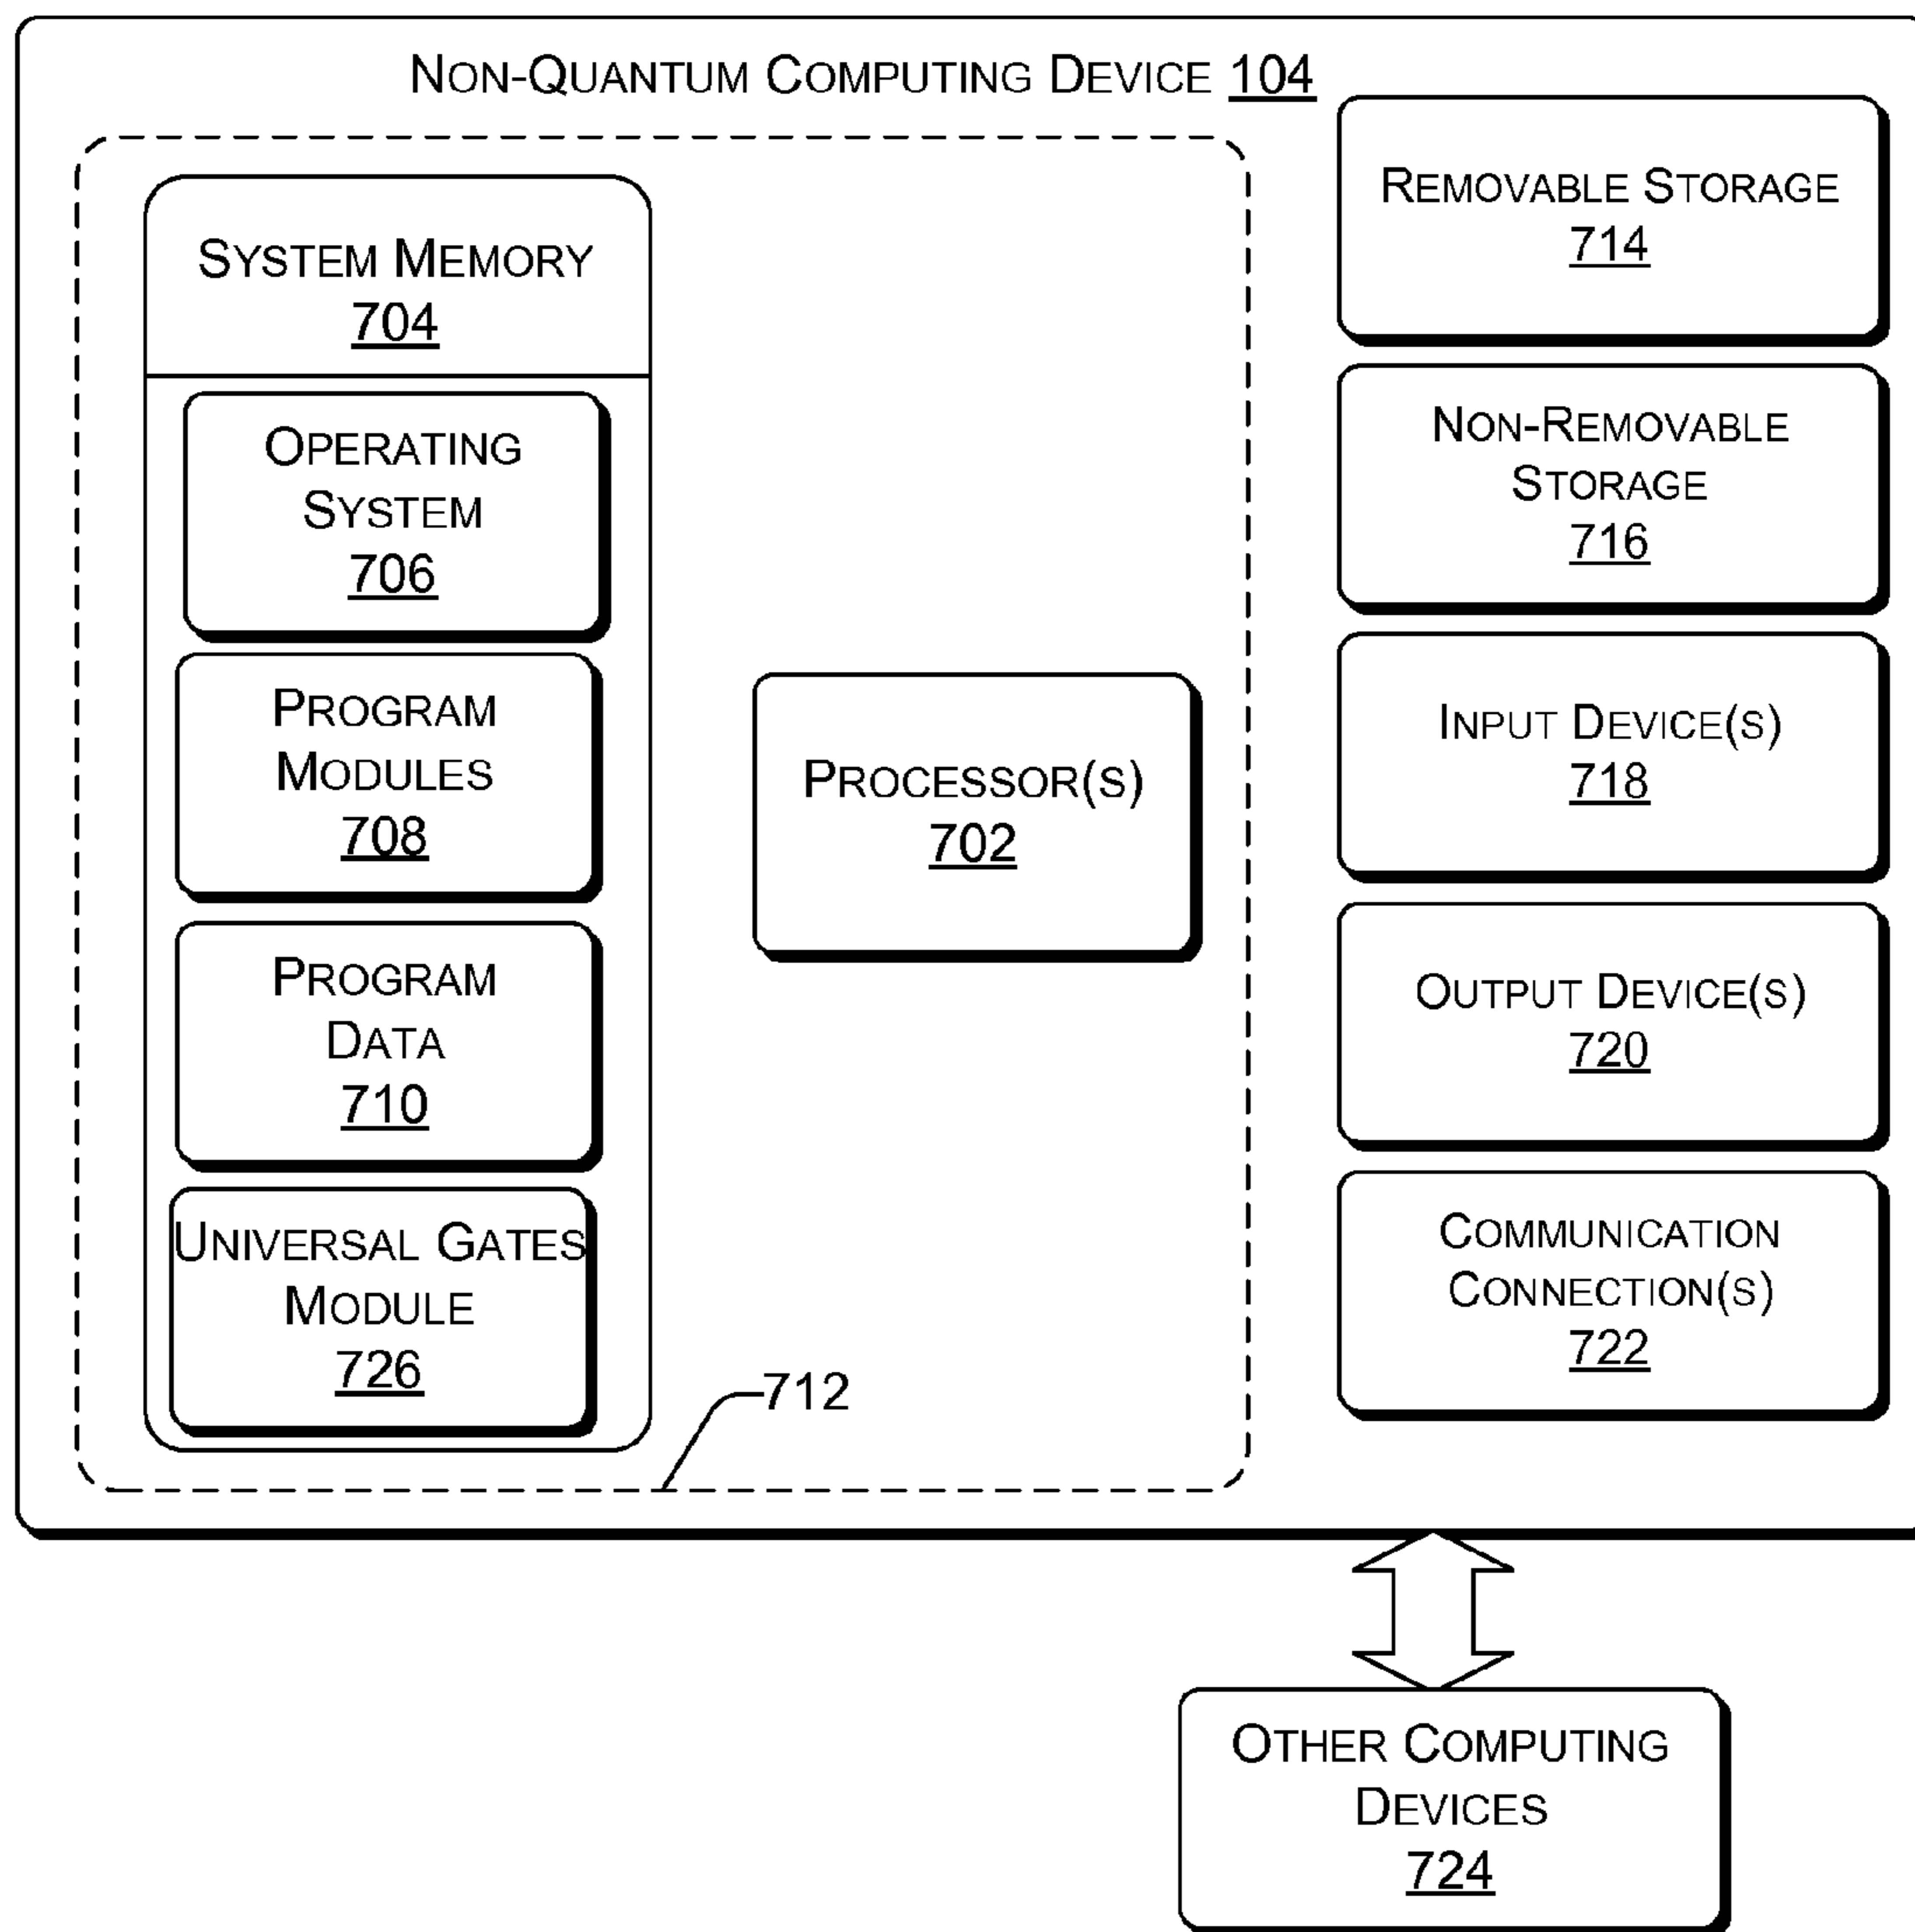 NON-QUANTUM COMPUTING DEVICE 104
SYSTEM MEMORY
704
OPERATING
SYSTEM
706
PROGRAM
MODULES
708
PROGRAM
DATA
710
UNIVERSAL GATES
MODULE
726
PROCESSOR(S)
702
712
REMOVABLE STORAGE
714
NON-REMOVABLE
STORAGE
716
INPUT DEVICE(S)
718
OUTPUT DEVICE(S)
720
COMMUNICATION
CONNECTION(S)
722
OTHER COMPUTING
DEVICES
724